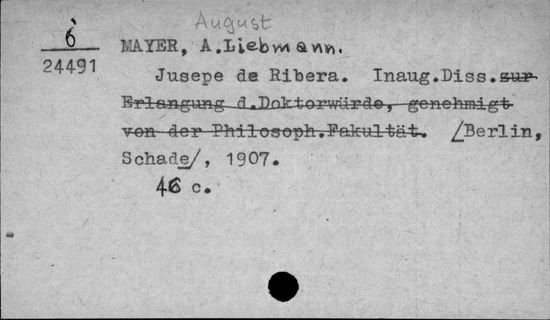 August
6
24491
MAYER, A.Liebmann.
Jusepe de Ribera. Inaug.Diss.zur
Erlangung d.Doktorwürde, genehmigt
von der Philosoph.Fakultät. /Berlin,
Schade/, 1907.
46 c.